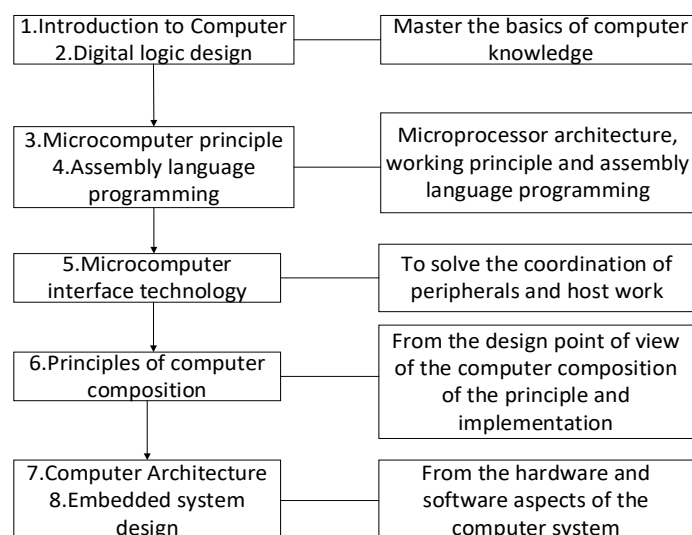 1.Introduction to Computer
2.Digital logic design
Master the basics of computer
knowledge
3.Microcomputer principle
4.Assembly language
programming
Microprocessor architecture,
working principle and assembly
language programming
5.Microcomputer
interface technology
To solve the coordination of
peripherals and host work
6.Principles of computer
composition
From the design point of view
of the computer composition
of the principle and
implementation
7.Computer Architecture
8.Embedded system
design
From the hardware and
software aspects of the
computer system